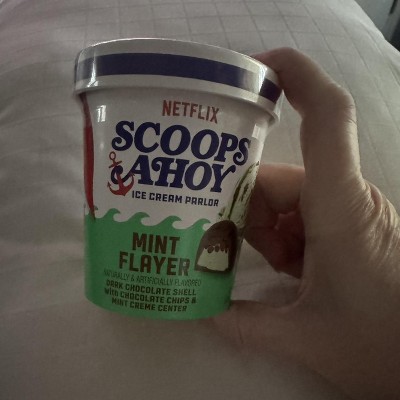 NETFLIX
SCOOPS
AHOY
ICE CREAM PARLOR
MINT
FLAYER
NATURALLY & ARTIFICIALLY FLAVORED
DARK CHOCOLATE SHELL
WITH CHOCOLATE CHIPS &
MINT CREME CENTER